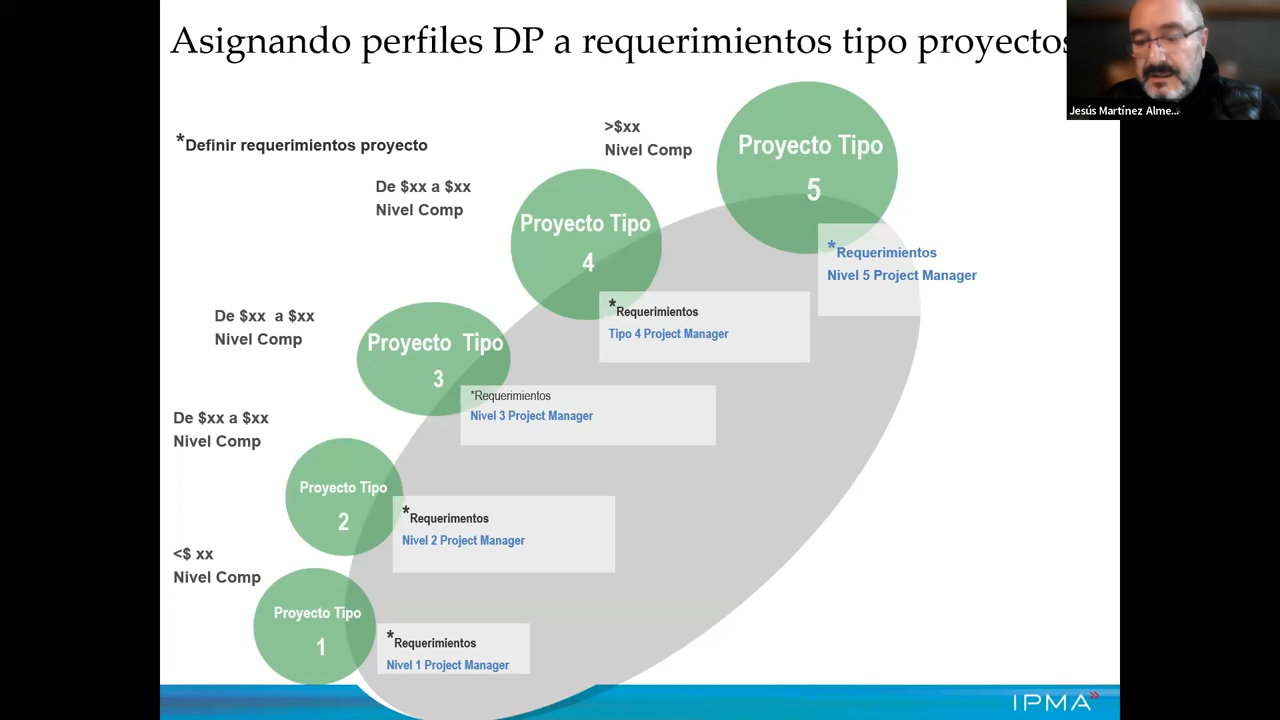 Asignando perfiles DP a requerimientos tipo proyectos
Jesús Martínez Alme...
*Definir requerimientos proyecto
>$xx
Nivel Comp
Proyecto Tipo
5
*Requerimientos
Nivel 5 Project Manager
De $xx a $xx
Nivel Comp
Proyecto Tipo
4
*Requerimientos
Tipo 4 Project Manager
De $xx a $xx
Nivel Comp
Proyecto Tipo
3
*Requerimientos
Nivel 3 Project Manager
De $xx a $xx
Nivel Comp
Proyecto Tipo
2
*Requerimentos
Nivel 2 Project Manager
<$ xx
Nivel Comp
Proyecto Tipo
1
*Requerimientos
Nivel 1 Project Manager
IPMA